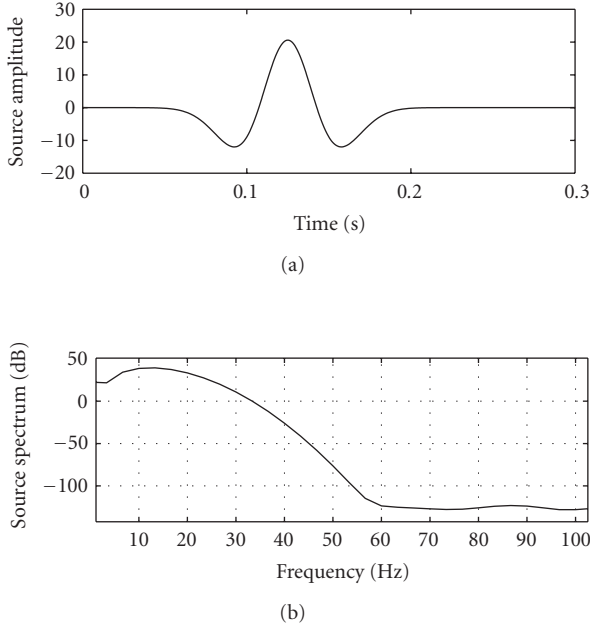 30
20
10
0
−10
−20
Source amplitude
0 0.1 0.2 0.3
Time (s)
(a)
50
0
−50
−100
Source spectrum (dB)
10 20 30 40 50 60 70 80 90 100
Frequency (Hz)
(b)